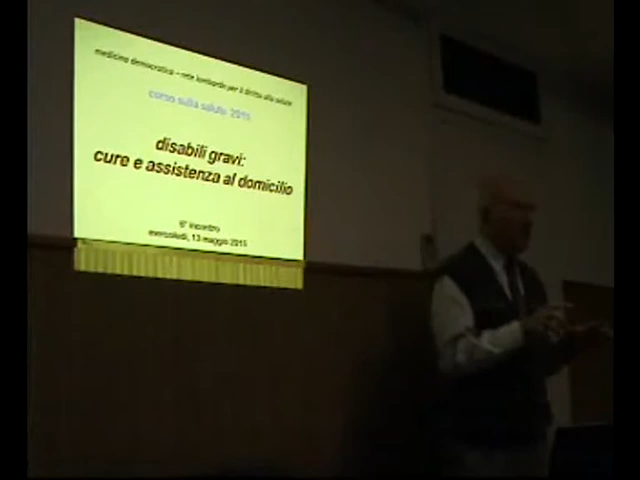 medicina democratica – rete lombarda per il diritto alla salute
corso sulla salute 2015
disabili gravi:
cure e assistenza al domicilio
6° incontro
mercoledì, 13 maggio 2015